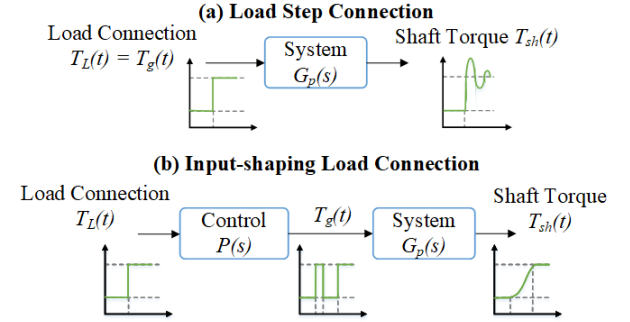 (a) Load Step Connection
Load Connection
T_L(t) = T_g(t)
System
G_p(s)
Shaft Torque T_sh(t)
(b) Input-shaping Load Connection
Load Connection
T_L(t)
Control
P(s)
T_g(t)
System
G_p(s)
Shaft Torque
T_sh(t)